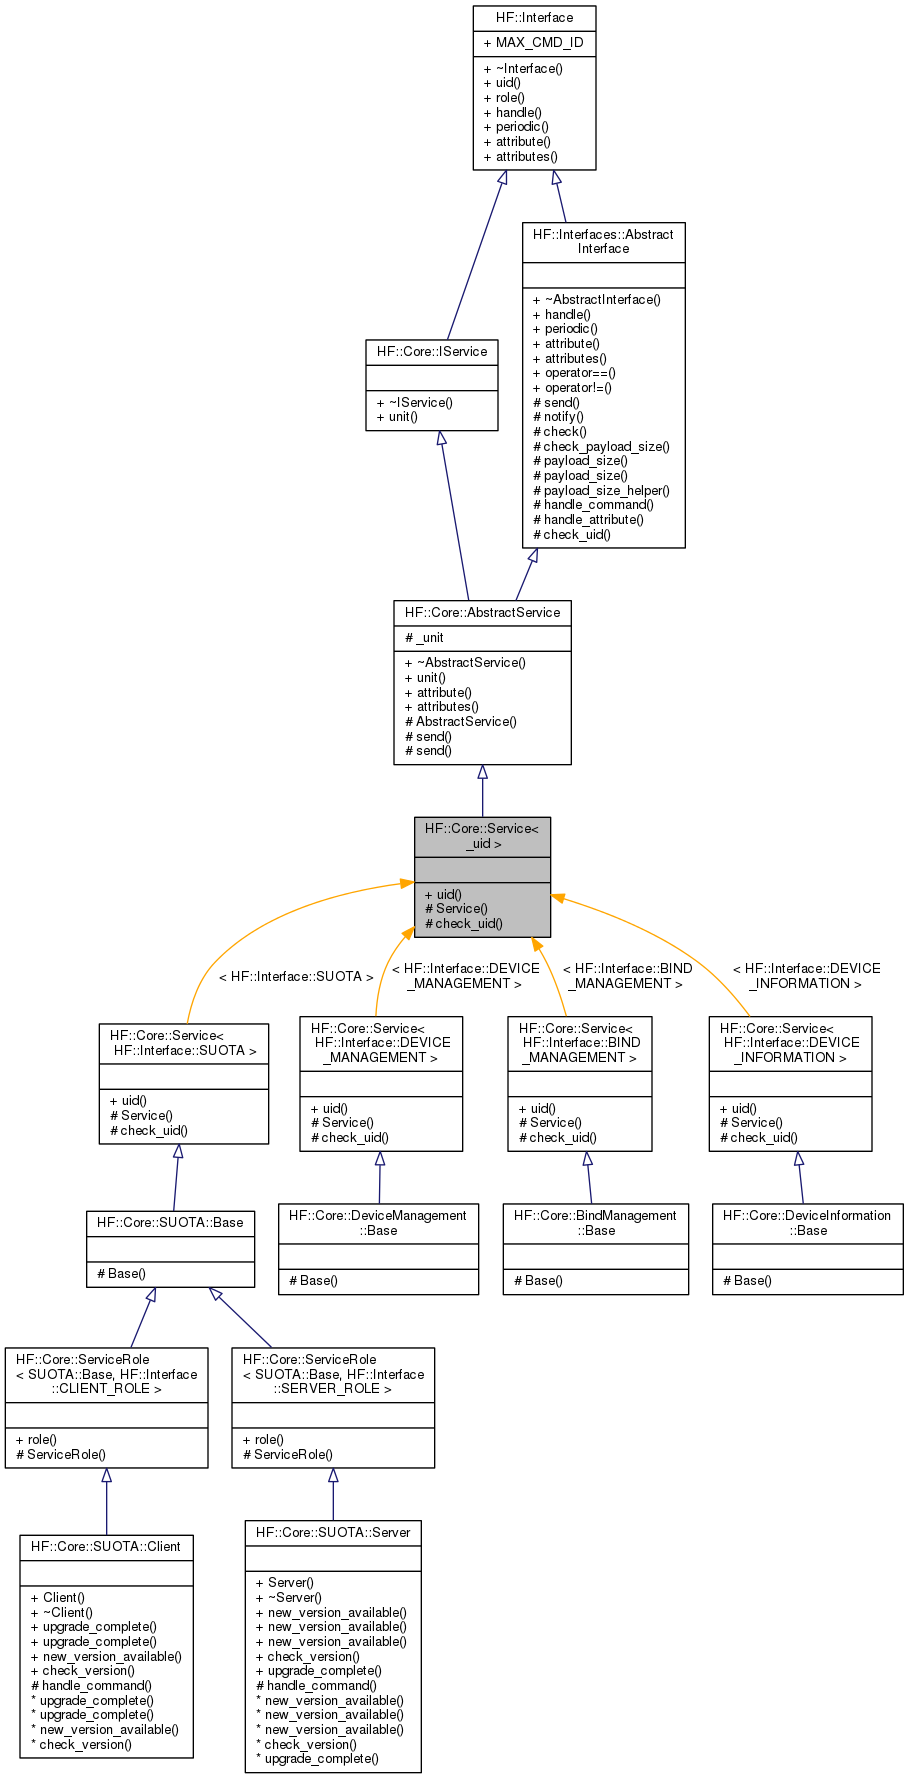 HF::Interface
+ MAX_CMD_ID
+ ~Interface()
+ uid()
+ role()
+ handle()
+ periodic()
+ attribute()
+ attributes()
HF::Interfaces::Abstract
Interface
+ ~AbstractInterface()
+ handle()
+ periodic()
+ attribute()
+ attributes()
+ operator==()
+ operator!=()
# send()
# notify()
# check()
# check_payload_size()
# payload_size()
# payload_size()
# payload_size_helper()
# handle_command()
# handle_attribute()
# check_uid()
HF::Core::IService
+ ~IService()
+ unit()
HF::Core::AbstractService
# _unit
+ ~AbstractService()
+ unit()
+ attribute()
+ attributes()
# AbstractService()
# send()
# send()
HF::Core::Service<
_uid >
+ uid()
# Service()
# check_uid()
< HF::Interface::SUOTA >
< HF::Interface::DEVICE
_MANAGEMENT >
< HF::Interface::BIND
_MANAGEMENT >
< HF::Interface::DEVICE
_INFORMATION >
HF::Core::Service<
HF::Interface::SUOTA >
+ uid()
# Service()
# check_uid()
HF::Core::Service<
HF::Interface::DEVICE
_MANAGEMENT >
+ uid()
# Service()
# check_uid()
HF::Core::Service<
HF::Interface::BIND
_MANAGEMENT >
+ uid()
# Service()
# check_uid()
HF::Core::Service<
HF::Interface::DEVICE
_INFORMATION >
+ uid()
# Service()
# check_uid()
HF::Core::SUOTA::Base
# Base()
HF::Core::DeviceManagement
::Base
# Base()
HF::Core::BindManagement
::Base
# Base()
HF::Core::DeviceInformation
::Base
# Base()
HF::Core::ServiceRole
< SUOTA::Base, HF::Interface
::CLIENT_ROLE >
+ role()
# ServiceRole()
HF::Core::ServiceRole
< SUOTA::Base, HF::Interface
::SERVER_ROLE >
+ role()
# ServiceRole()
HF::Core::SUOTA::Client
+ Client()
+ ~Client()
+ upgrade_complete()
+ upgrade_complete()
+ new_version_available()
+ check_version()
# handle_command()
* upgrade_complete()
* upgrade_complete()
* new_version_available()
* check_version()
HF::Core::SUOTA::Server
+ Server()
+ ~Server()
+ new_version_available()
+ new_version_available()
+ new_version_available()
+ check_version()
+ upgrade_complete()
# handle_command()
* new_version_available()
* new_version_available()
* new_version_available()
* check_version()
* upgrade_complete()